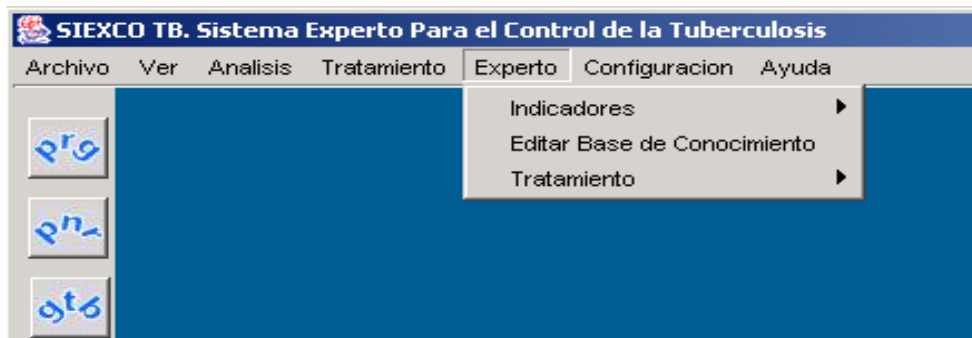 SIEXCO TB. Sistema Experto Para el Control de la Tuberculosis
Archivo Ver Analisis Tratamiento Experto Configuracion Ayuda
Indicadores
Editar Base de Conocimiento
Tratamiento
prg